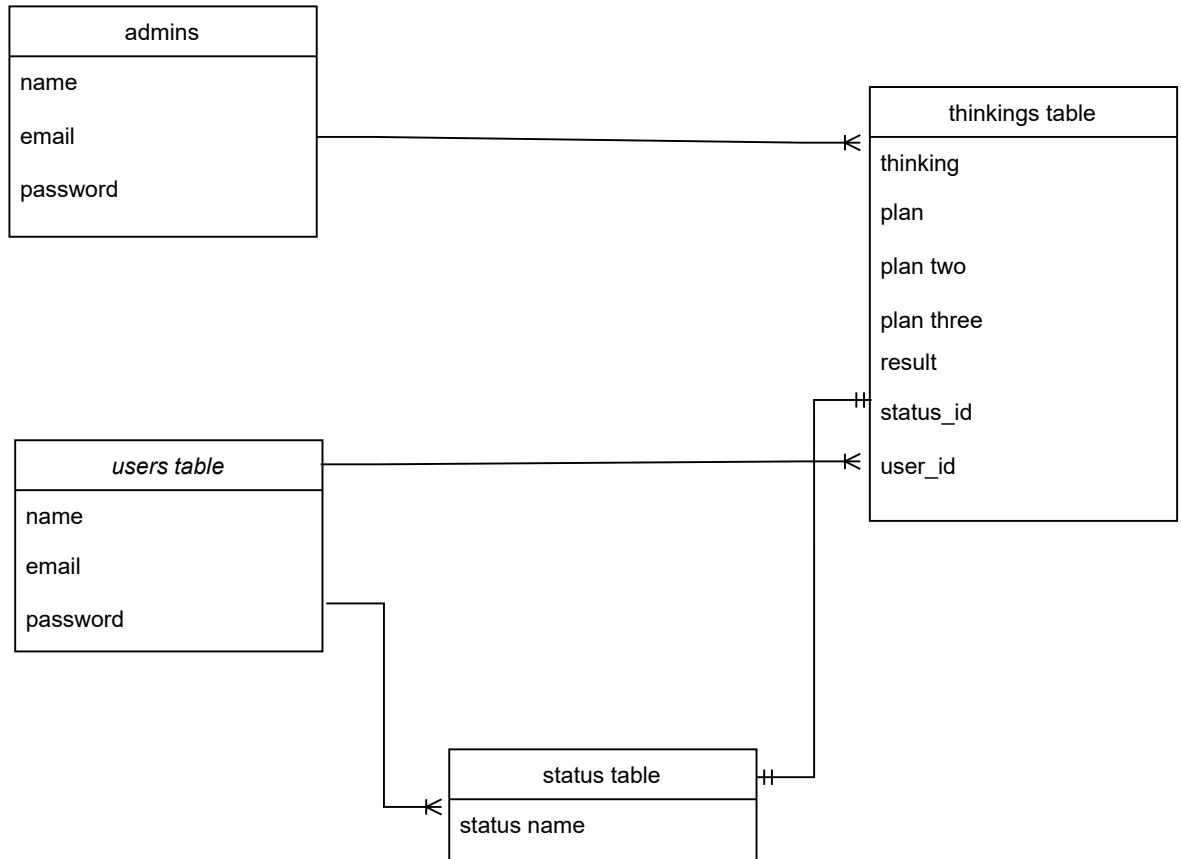 admins
name
email
password
thinkings table
thinking
plan
plan two
plan three
result
status_id
user_id
users table
name
email
password
status table
status name